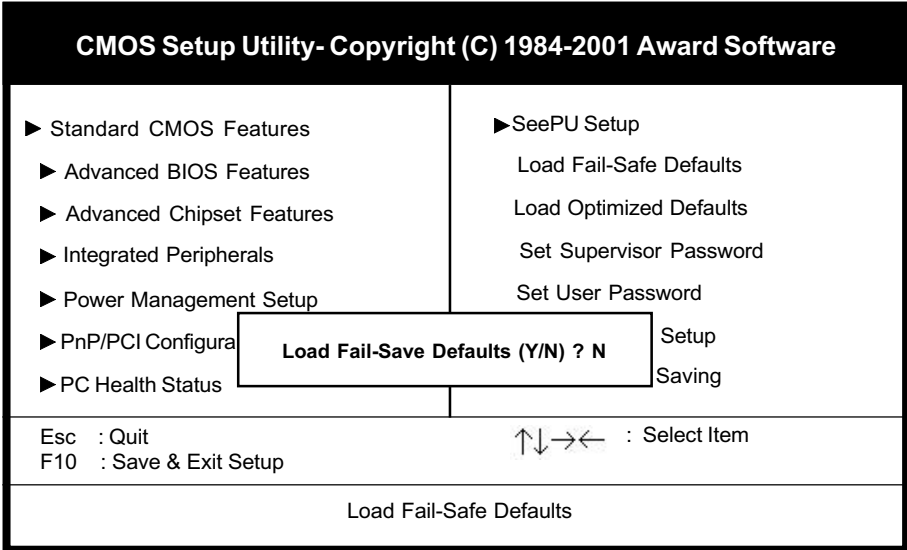 CMOS Setup Utility- Copyright (C) 1984-2001 Award Software
▶ Standard CMOS Features
▶ Advanced BIOS Features
▶ Advanced Chipset Features
▶ Integrated Peripherals
▶ Power Management Setup
▶ PnP/PCI Configura
▶ PC Health Status
▶ SeePU Setup
Load Fail-Safe Defaults
Load Optimized Defaults
Set Supervisor Password
Set User Password
Setup
Saving
Load Fail-Save Defaults (Y/N) ? N
Esc : Quit
F10 : Save & Exit Setup
↑↓→← : Select Item
Load Fail-Safe Defaults